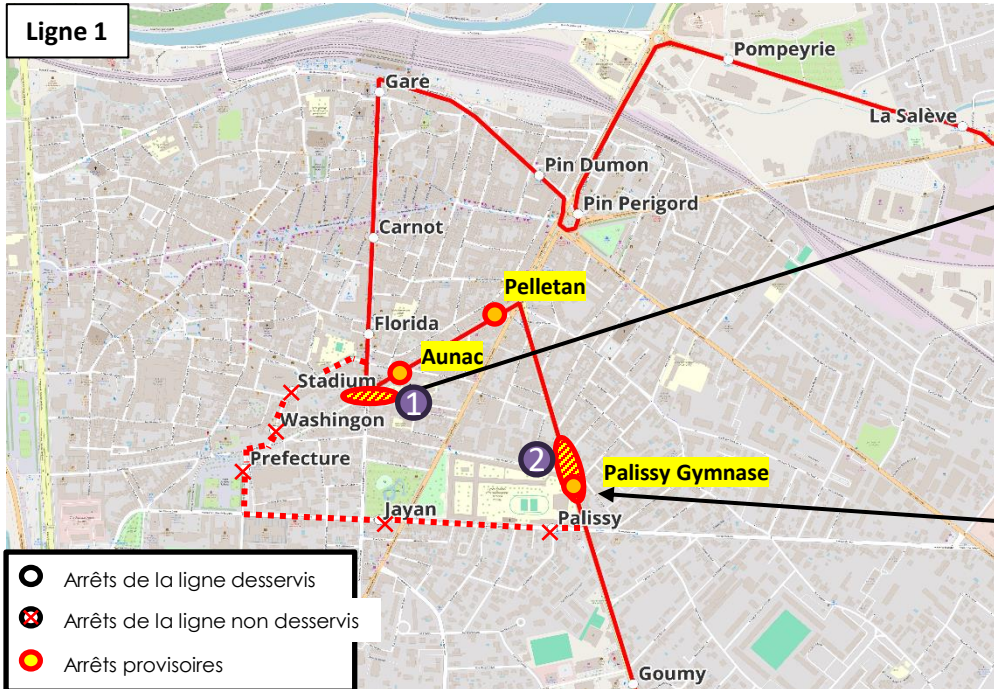 Ligne 1
Pompeyrie
Gare
La Salève
Pin Dumon
Pin Perigord
Carnot
Pelletan
Florida
Aunac
Stadium
1
Washingon
2
Prefecture
Palissy Gymnase
Jayan
Palissy
Arrêts de la ligne desservis
Arrêts de la ligne non desservis
Arrêts provisoires
Goumy